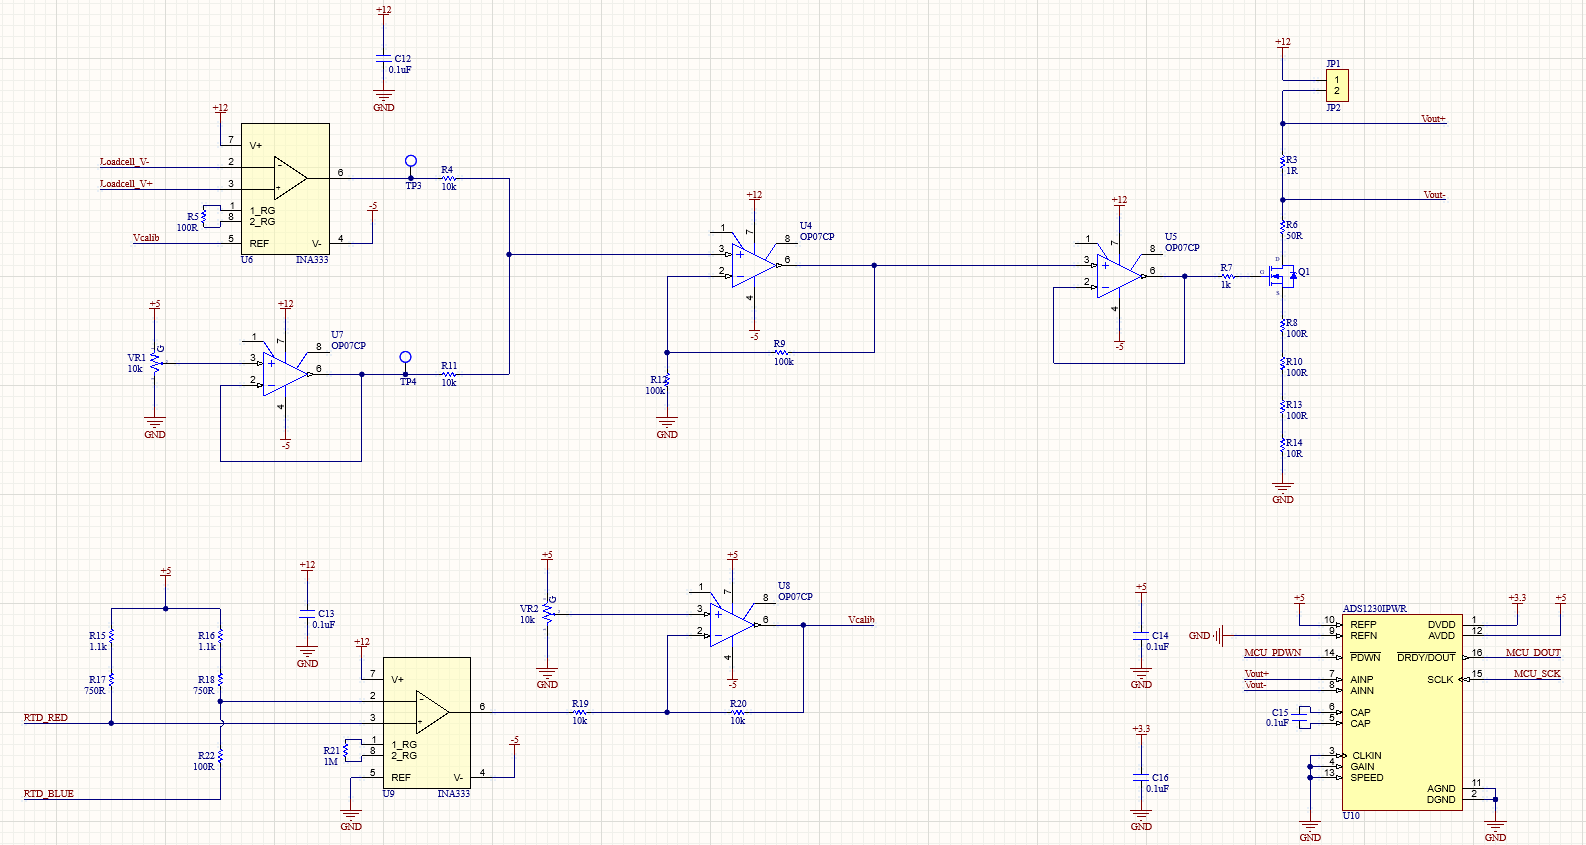 +12
C12
0.1uF
GND
+12
7
V+
Loadcell_V-
2
-
6
Loadcell_V+
3
+
R5
100R
1
1_RG
8
2_RG
Vcalib
5
REF
V-
4
-5
U6
INA333
TP3
R4
10k
+5
VR1
10k
G
GND
+12
U7
OP07CP
1
7
8
3
+
6
2
-
4
-5
TP4
R11
10k
+12
U4
OP07CP
1
7
8
3
+
6
2
-
4
-5
R9
100k
R12
100k
GND
+12
U5
OP07CP
1
7
8
3
+
6
2
-
4
-5
R7
1k
+12
JP1
1
2
JP2
Vout+
R3
1R
Vout-
R6
50R
D
G
Q1
S
R8
100R
R10
100R
R13
100R
R14
10R
GND
+5
R15
1.1k
R16
1.1k
R17
750R
R18
750R
RTD_RED
R22
100R
RTD_BLUE
+12
C13
0.1uF
GND
+12
7
V+
2
-
6
3
+
R21
1M
1
1_RG
8
2_RG
5
REF
V-
4
-5
U9
INA333
GND
R19
10k
R20
10k
+5
VR2
10k
G
GND
+5
U8
OP07CP
1
7
8
3
+
6
2
-
4
-5
Vcalib
+5
C14
0.1uF
GND
+3.3
C16
0.1uF
GND
ADS1230IPWR
+5
+3.3
+5
10
REFP
DVDD
1
GND
9
REFN
AVDD
12
MCU_PDWN
14
PDWN
DRDY/DOUT
16
MCU_DOUT
Vout+
7
AINP
SCLK
15
MCU_SCK
Vout-
8
AINN
C15
0.1uF
6
CAP
5
CAP
3
CLKIN
4
GAIN
13
SPEED
AGND
11
DGND
2
U10
GND
GND